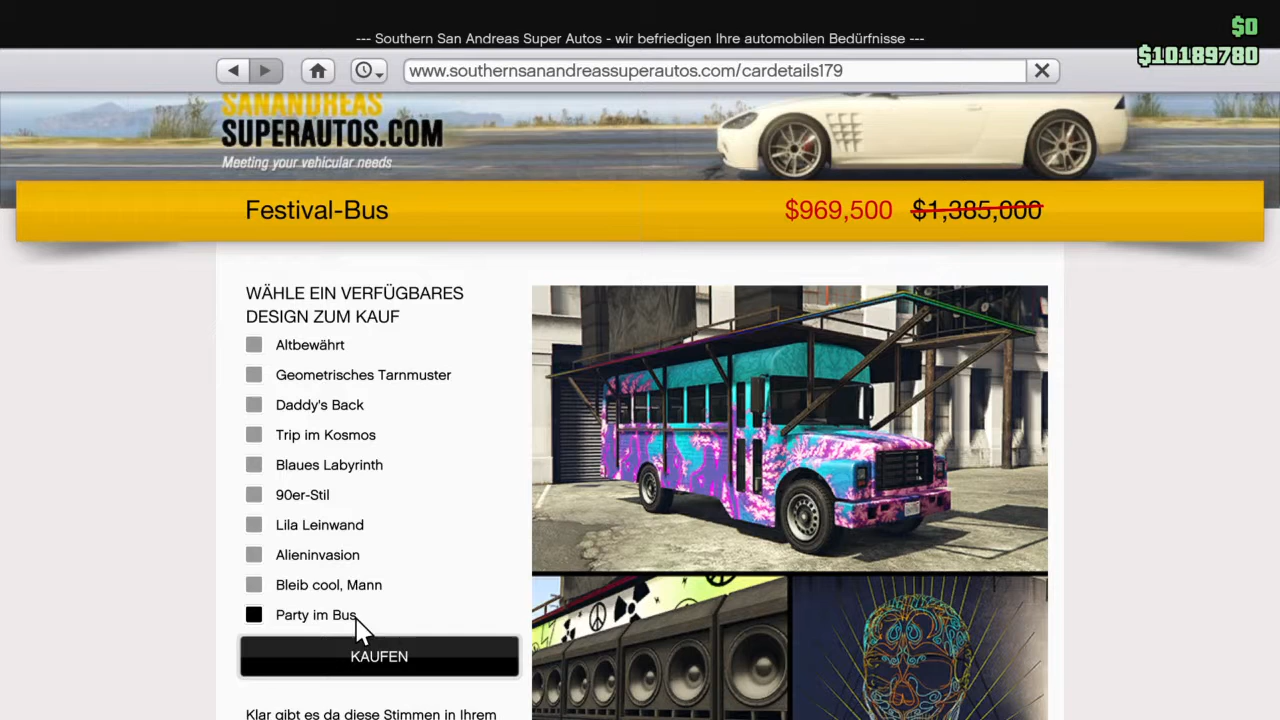 --- Southern San Andreas Super Autos - wir befriedigen Ihre automobilen Bedürfnisse ---
$0
$10189780
www.southernsanandreassuperautos.com/cardetails179
SANANDREAS
SUPERAUTOS.COM
Meeting your vehicular needs
Festival-Bus
$969,500 $1,385,000
WÄHLE EIN VERFÜGBARES
DESIGN ZUM KAUF
Altbewährt
Geometrisches Tarnmuster
Daddy's Back
Trip im Kosmos
Blaues Labyrinth
90er-Stil
Lila Leinwand
Alieninvasion
Bleib cool, Mann
Party im Bus
KAUFEN
Klar gibt es da diese Stimmen in Ihrem